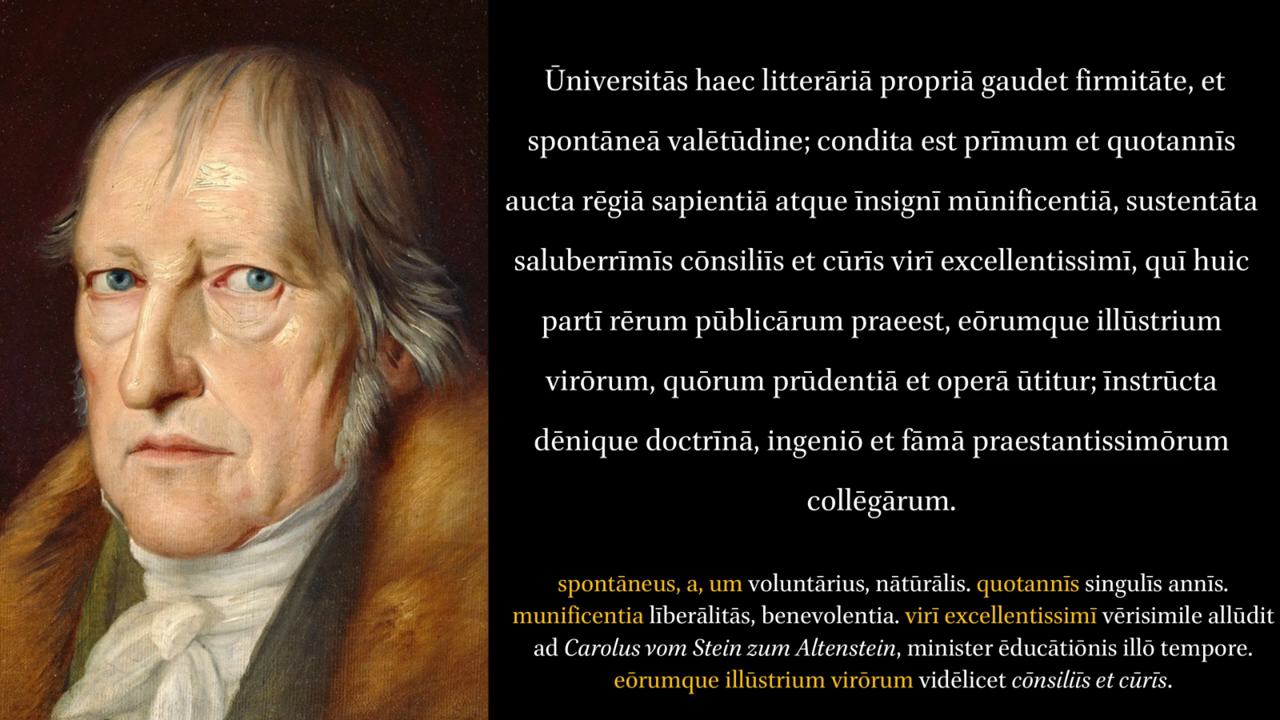 Ūniversitās haec litterāriā propriā gaudet firmitāte, et
spontāneā valētūdine; condita est prīmum et quotannīs
aucta rēgiā sapientiā atque īnsignī mūnificentiā, sustentāta
saluberrīmīs cōnsiliīs et cūrīs virī excellentissimī, quī huic
partī rērum pūblicārum praeest, eōrumque illūstrium
virōrum, quōrum prūdentiā et operā ūtitur; īnstrūcta
dēnique doctrīnā, ingeniō et fāmā praestantissimōrum
collēgārum.
spontāneus, a, um voluntārius, nātūrālis. quotannīs singulīs annīs.
munificentia līberālitās, benevolentia. virī excellentissimī vērisimile allūdit
ad Carolus vom Stein zum Altenstein, minister ēducātiōnis illō tempore.
eōrumque illūstrium virōrum vidēlicet cōnsiliīs et cūrīs.